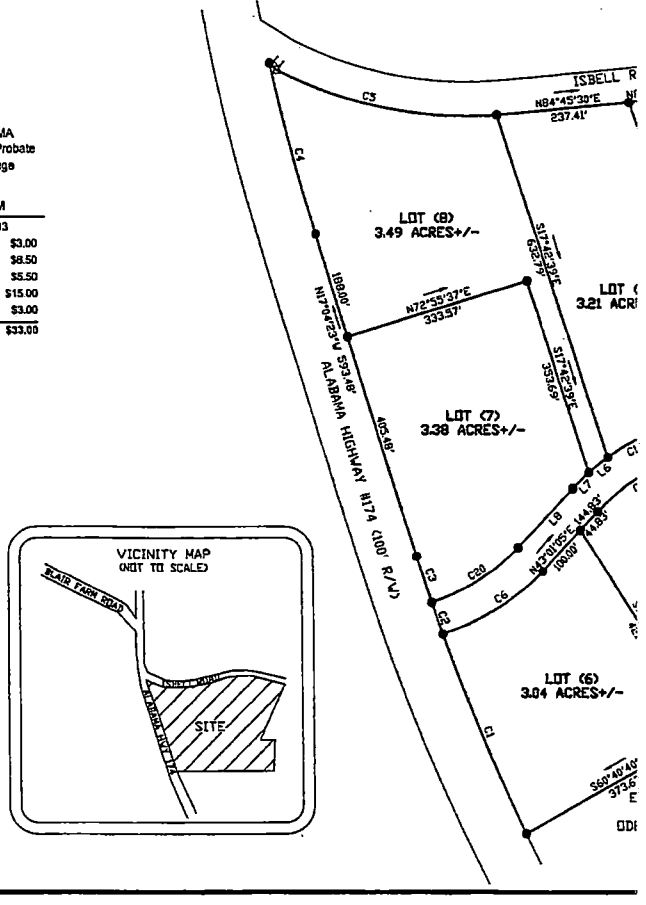 MA
Probate
ege
M
13
$3.00
$8.50
$5.50
$15.00
$3.00
$33.00
ISBELL R
N84°45'30"E
237.41'
C5
C4
LOT (8)
3.49 ACRES+/-
188.00'
N17°04'23"W 593.48'
N72°55'37"E
333.57'
S17°42'39"E
632.79'
LOT (
3.21 ACR
S17°42'39"E
353.69'
ALABAMA HIGHWAY #174 (100' R/W)
405.48'
LOT (7)
3.38 ACRES+/-
L6
L7
L8
N43°01'05"E 144.83'
100.00'
44.83'
C3
C20
C2
C6
LOT (6)
3.04 ACRES+/-
C1
S60°40'40"
373.6
E
ODE
VICINITY MAP
(NOT TO SCALE)
BLAIR FARM ROAD
ISBELL ROAD
ALABAMA HWY 174
SITE